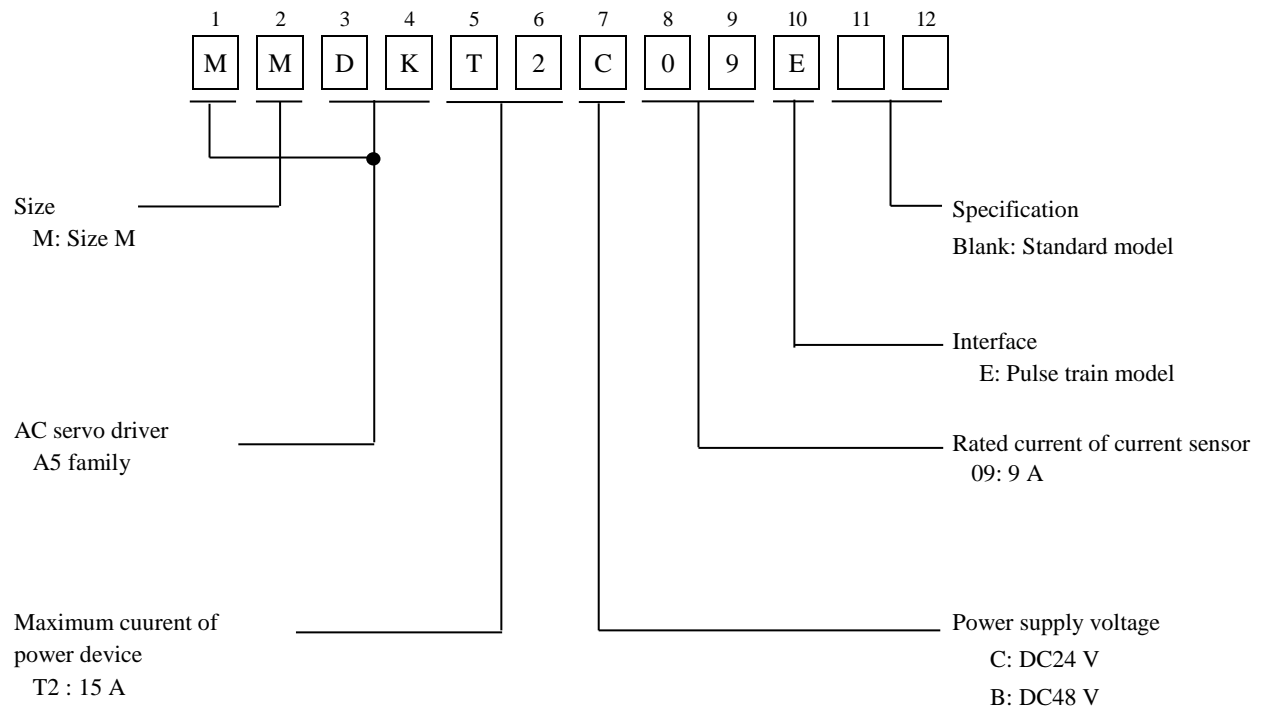 1 2 3 4 5 6 7 8 9 10 11 12
M M D K T 2 C 0 9 E
Size
M: Size M
AC servo driver
A5 family
Maximum cuurent of
power device
T2 : 15 A
Specification
Blank: Standard model
Interface
E: Pulse train model
Rated current of current sensor
09: 9 A
Power supply voltage
C: DC24 V
B: DC48 V